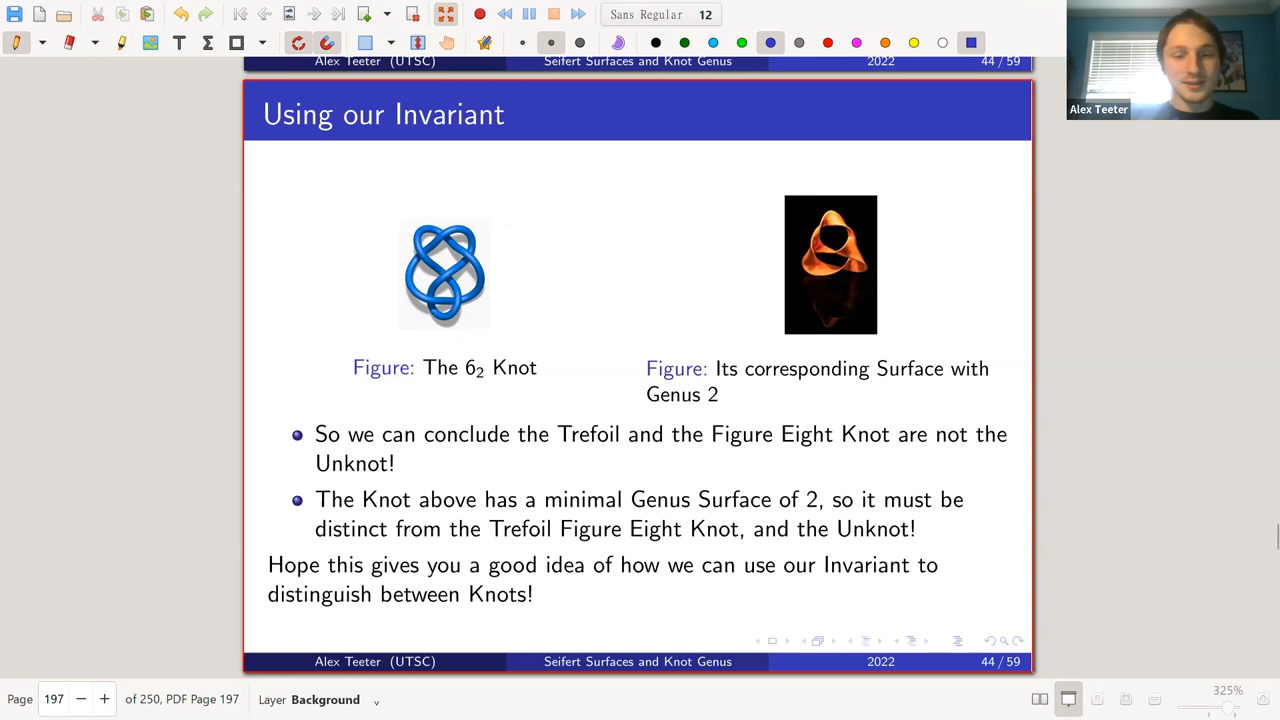 Sans Regular 12
Alex Teeter (UTSC) Seifert Surfaces and Knot Genus 2022 44 / 59
Alex Teeter
Using our Invariant
Figure: The 6₂ Knot
Figure: Its corresponding Surface with
Genus 2
So we can conclude the Trefoil and the Figure Eight Knot are not the
Unknot!
The Knot above has a minimal Genus Surface of 2, so it must be
distinct from the Trefoil Figure Eight Knot, and the Unknot!
Hope this gives you a good idea of how we can use our Invariant to
distinguish between Knots!
Alex Teeter (UTSC) Seifert Surfaces and Knot Genus 2022 44 / 59
Page 197 of 250, PDF Page 197 Layer Background 325%